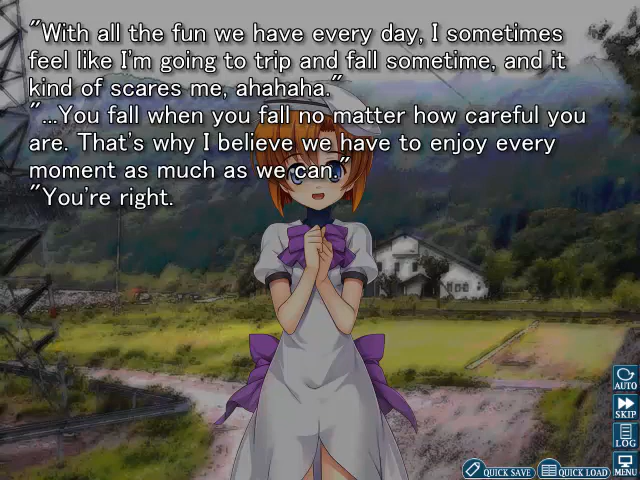 "With all the fun we have every day, I sometimes
feel like I'm going to trip and fall sometime, and it
kind of scares me, ahahaha."
"...You fall when you fall no matter how careful you
are. That's why I believe we have to enjoy every
moment as much as we can."
"You're right.
AUTO
SKIP
LOG
QUICK SAVE
QUICK LOAD
MENU